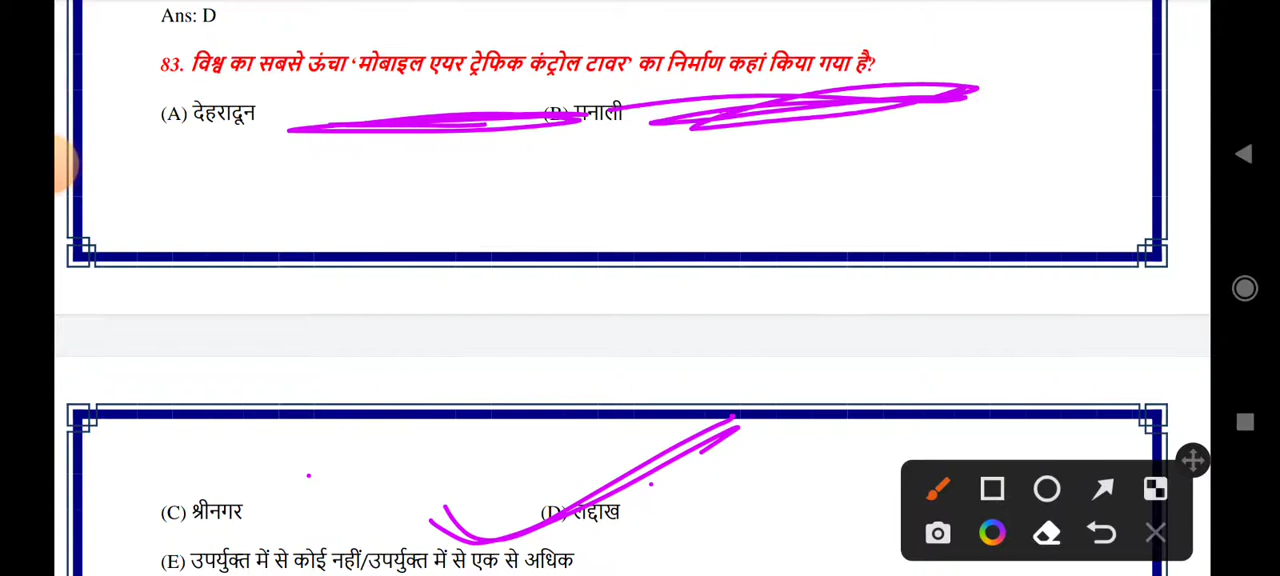 Ans: D
83. विश्व का सबसे ऊंचा ‘मोबाइल एयर ट्रेफिक कंट्रोल टावर’ का निर्माण कहां किया गया है?
(A) देहरादून (B) मनाली
(C) श्रीनगर (D) लद्दाख
(E) उपर्युक्त में से कोई नहीं/उपर्युक्त में से एक से अधिक